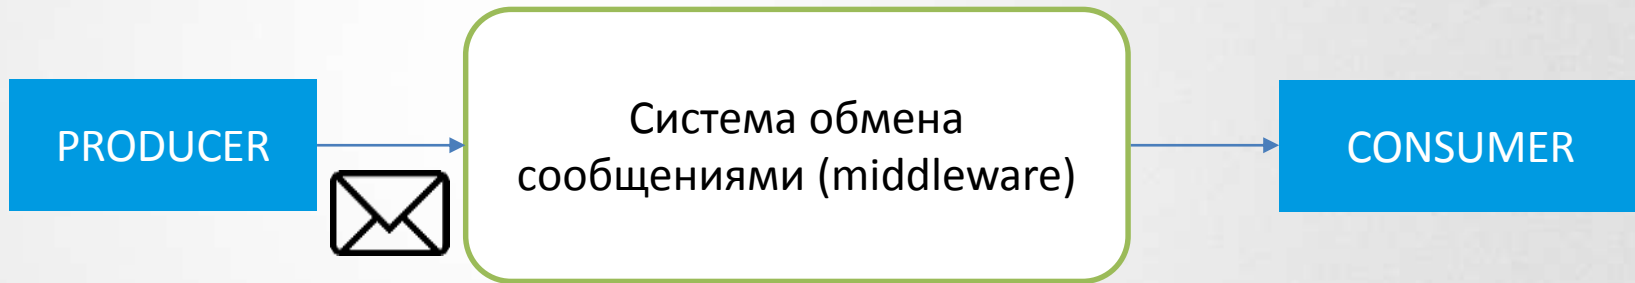 PRODUCER
Система обмена
сообщениями (middleware)
CONSUMER